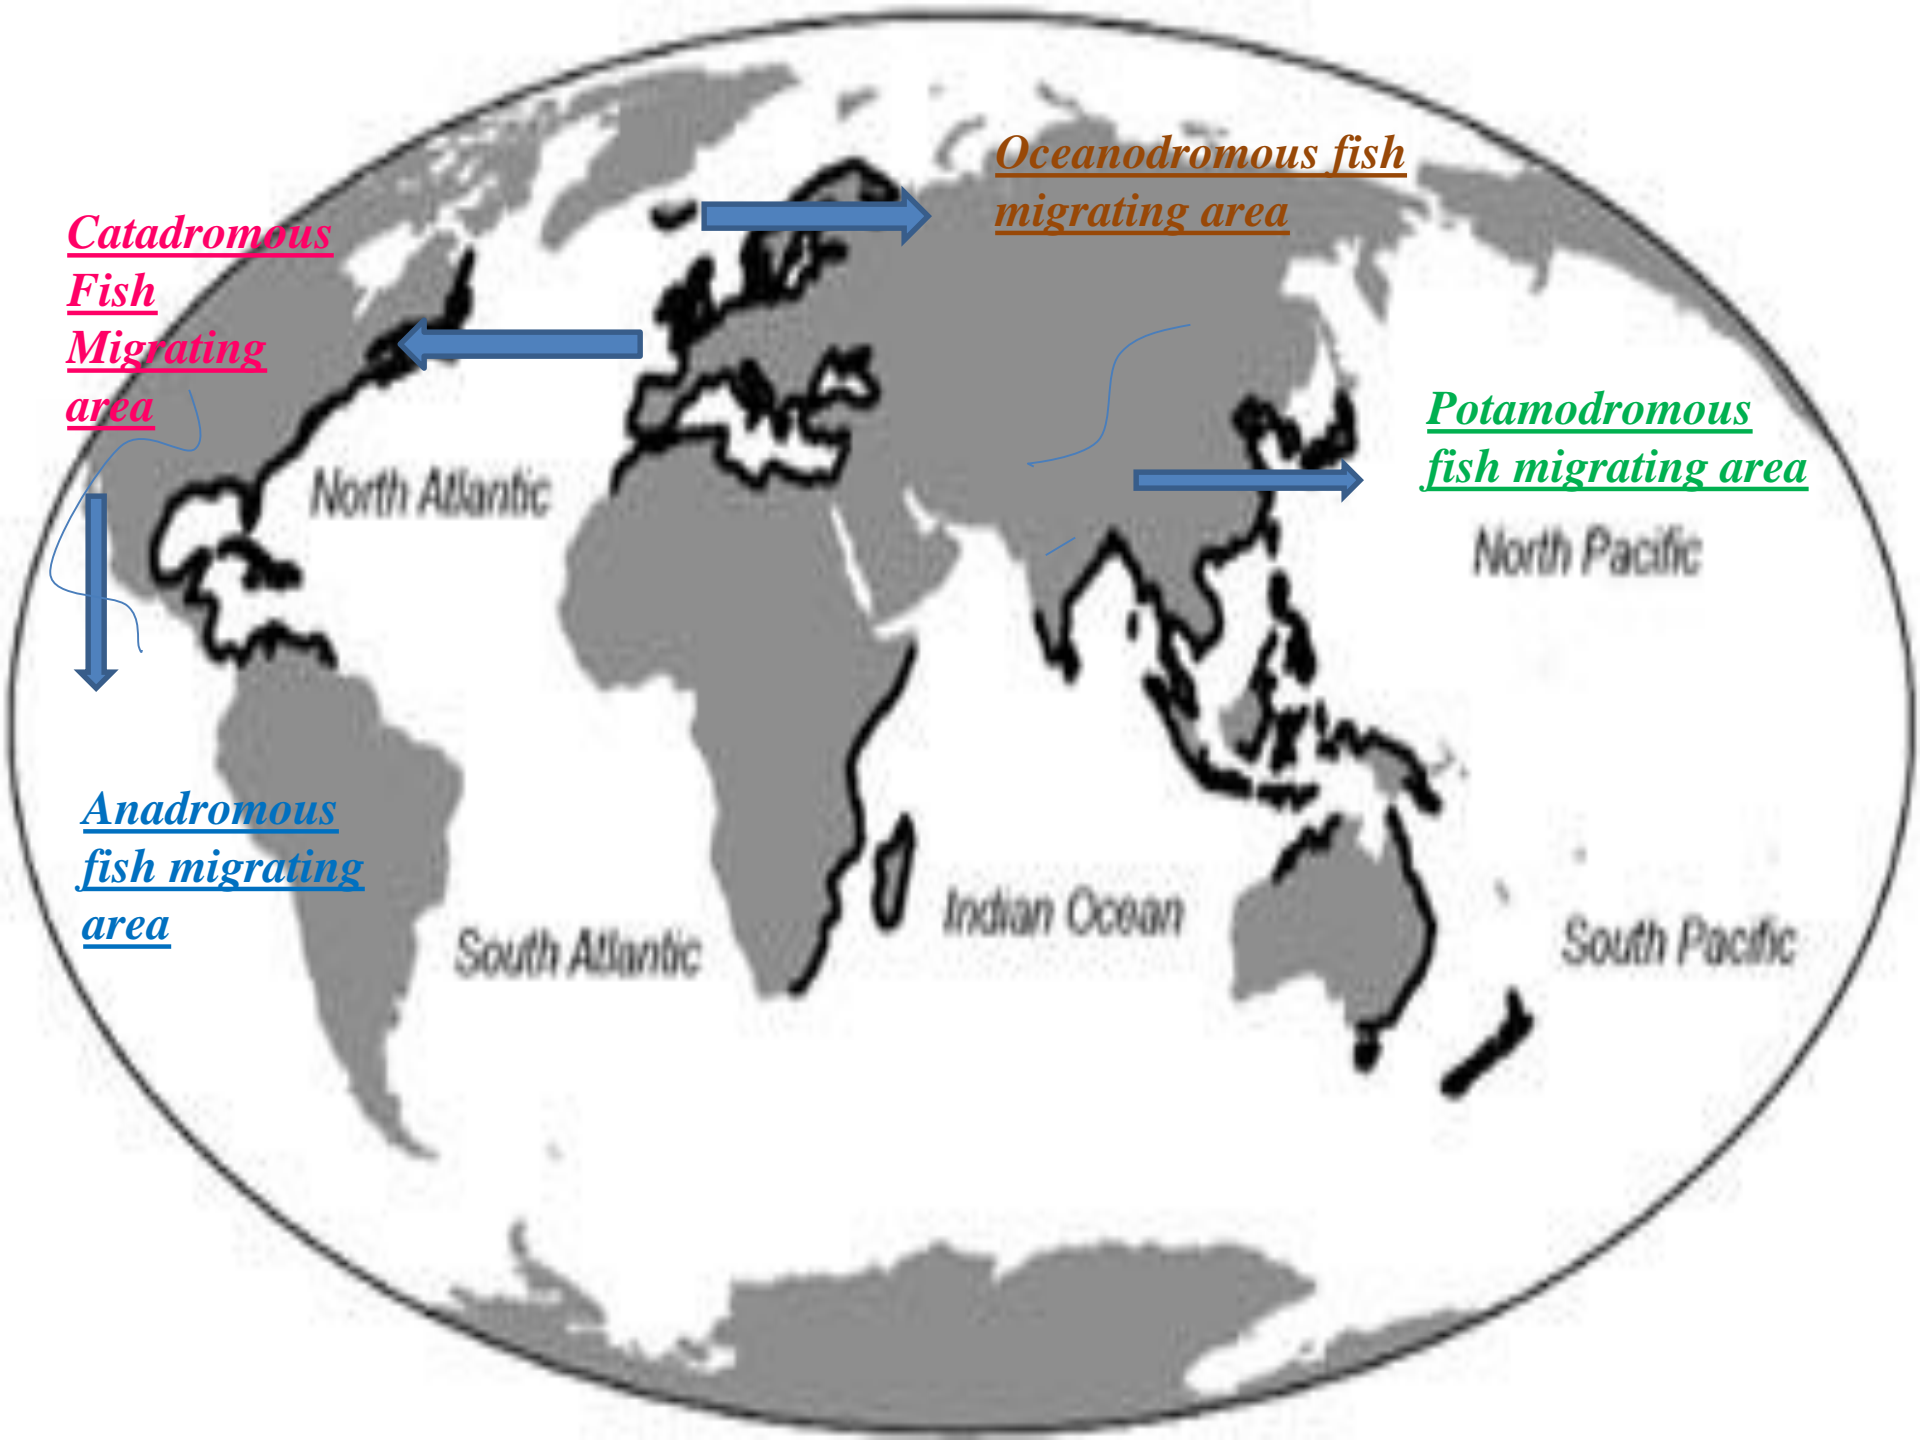 Oceanodromous fish
migrating area
Catadromous
Fish
Migrating
area
Potamodromous
fish migrating area
North Atlantic
North Pacific
Anadromous
fish migrating
area
Indian Ocean
South Atlantic
South Pacific